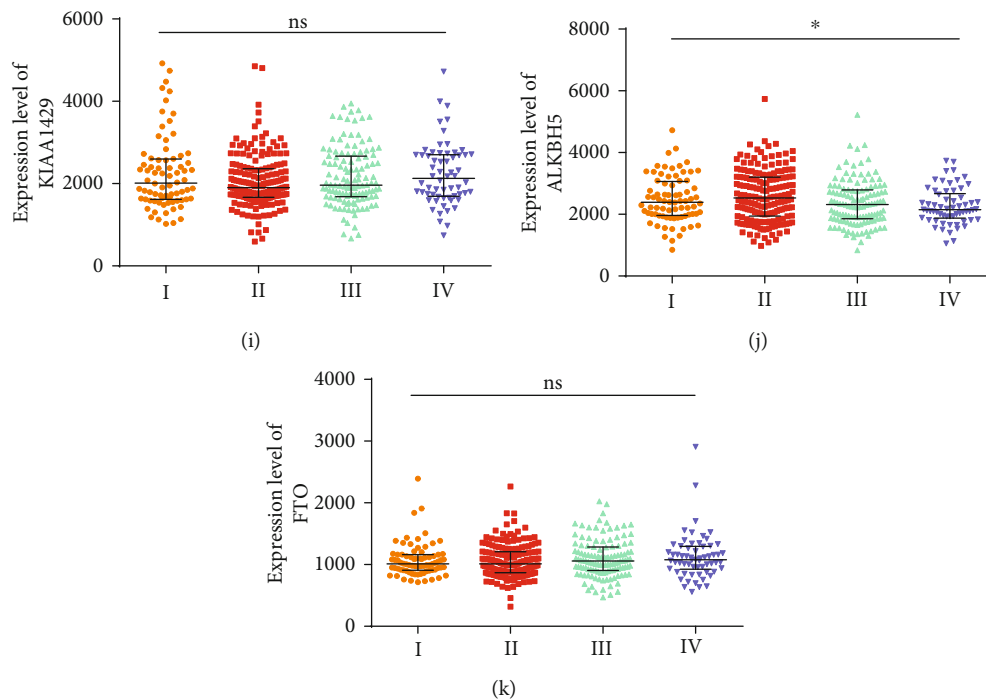 ns
6000
4000
2000
0
Expression level of
KIAA1429
I
II
III
IV
(i)
*
8000
6000
4000
2000
0
Expression level of
ALKBH5
I
II
III
IV
(j)
ns
4000
3000
2000
1000
0
Expression level of
FTO
I
II
III
IV
(k)